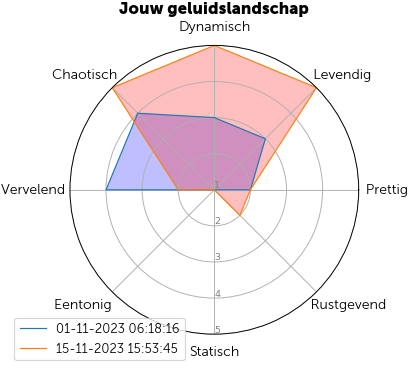 Jouw geluidslandschap
Dynamisch
Chaotisch
Levendig
Vervelend
1
Prettig
2
3
4
Eentonig
Rustgevend
5
Statisch
01-11-2023 06:18:16
15-11-2023 15:53:45